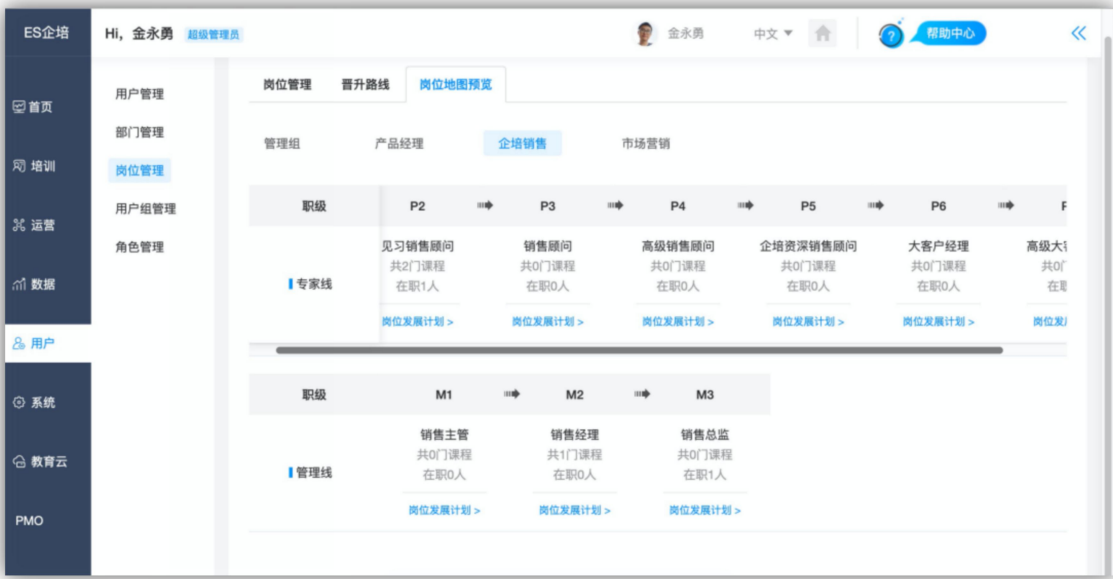 ES企培
Hi, 金永勇 超级管理员
金永勇
中文
帮助中心
首页
培训
运营
数据
用户
系统
教育云
PMO
用户管理
部门管理
岗位管理
用户组管理
角色管理
岗位管理 晋升路线 岗位地图预览
管理组 产品经理 企培销售 市场营销
职级 P2 P3 P4 P5 P6
见习销售顾问 销售顾问 高级销售顾问 企培资深销售顾问 大客户经理 高级大
共2门课程 共0门课程 共0门课程 共0门课程 共0门课程 共0
专家线
在职1人 在职0人 在职0人 在职0人 在职0人 在
岗位发展计划 > 岗位发展计划 > 岗位发展计划 > 岗位发展计划 > 岗位发展计划 > 岗位发
职级 M1 M2 M3
销售主管 销售经理 销售总监
共0门课程 共1门课程 共0门课程
管理线
在职0人 在职0人 在职1人
岗位发展计划 > 岗位发展计划 > 岗位发展计划 >